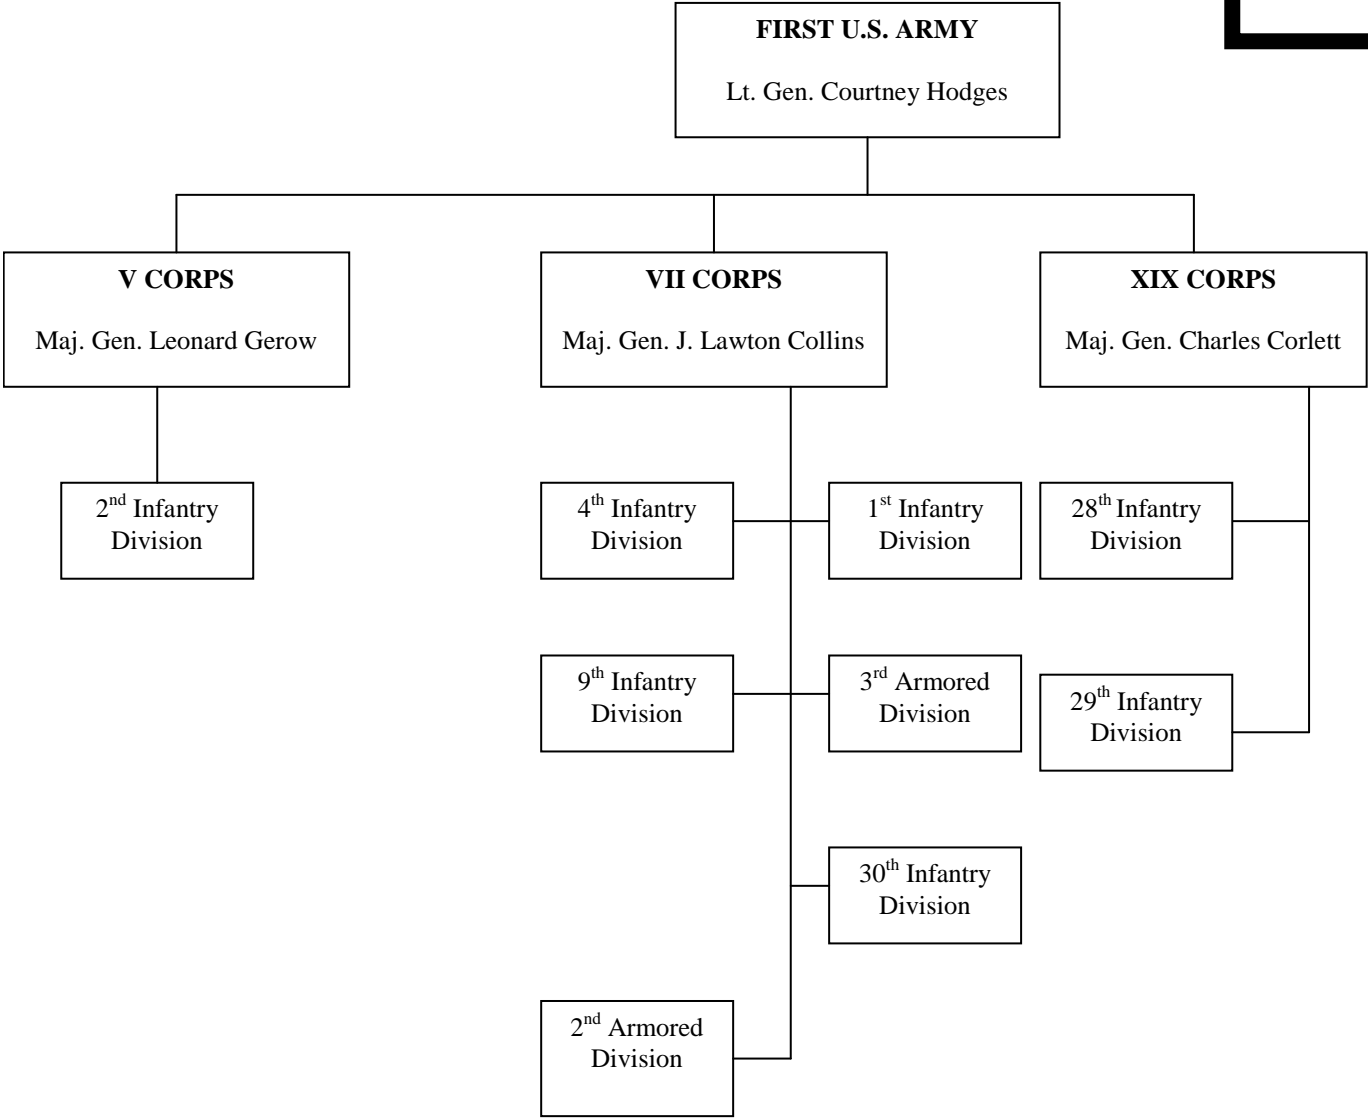 FIRST U.S. ARMY
Lt. Gen. Courtney Hodges
V CORPS
Maj. Gen. Leonard Gerow
VII CORPS
Maj. Gen. J. Lawton Collins
XIX CORPS
Maj. Gen. Charles Corlett
2nd Infantry
Division
4th Infantry
Division
1st Infantry
Division
28th Infantry
Division
9th Infantry
Division
3rd Armored
Division
29th Infantry
Division
30th Infantry
Division
2nd Armored
Division